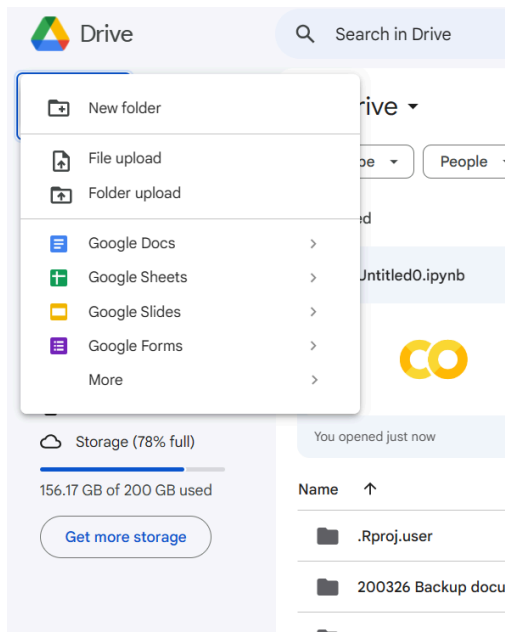 Drive
Search in Drive
New folder
rive
File upload
pe
People
Folder upload
ed
Google Docs
Google Sheets
Untitled0.ipynb
Google Slides
Google Forms
More
Storage (78% full)
You opened just now
156.17 GB of 200 GB used
Name
Get more storage
.Rproj.user
200326 Backup docu